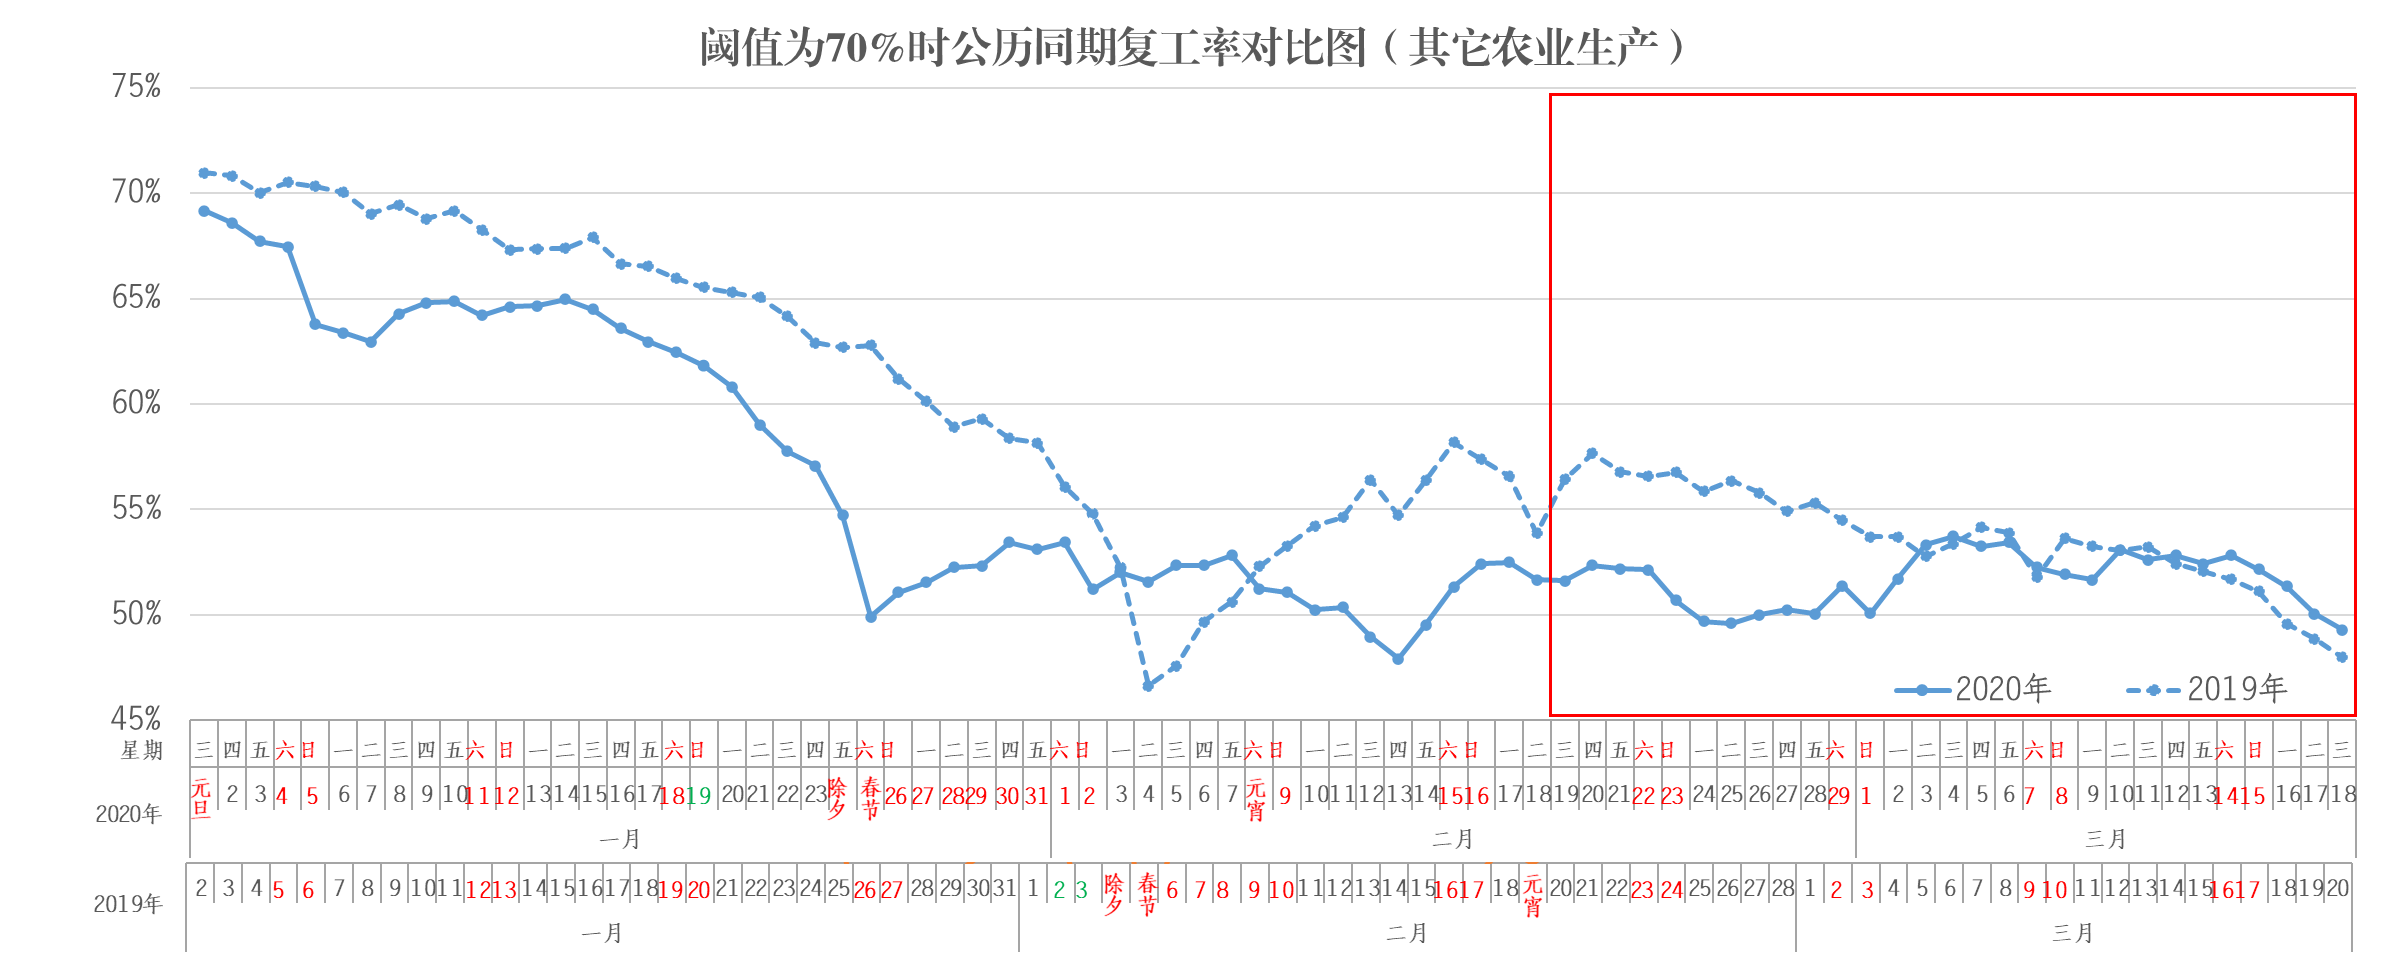 阈值为70%时公历同期复工率对比图（其它农业生产）
75%
70%
65%
60%
55%
50%
45%
2020年 2019年
星期 三 四 五 六 日 一 二 三 四 五 六 日 一 二 三 四 五 六 日 一 二 三 四 五 六 日 一 二 三 四 五 六 日 一 二 三 四 五 六 日 一 二 三 四 五 六 日 一 二 三 四 五 六 日 一 二 三 四 五 六 日 一 二 三 四 五 六 日 一 二 三 四 五 六 日 一 二 三
2020年 元旦 2 3 4 5 6 7 8 9 10 11 12 13 14 15 16 17 18 19 20 21 22 23 除夕 春节 26 27 28 29 30 31 1 2 3 4 5 6 7 元宵 9 10 11 12 13 14 15 16 17 18 19 20 21 22 23 24 25 26 27 28 29 1 2 3 4 5 6 7 8 9 10 11 12 13 14 15 16 17 18
一月 二月 三月
2019年 2 3 4 5 6 7 8 9 10 11 12 13 14 15 16 17 18 19 20 21 22 23 24 25 26 27 28 29 30 31 1 2 3 除夕 春节 6 7 8 9 10 11 12 13 14 15 16 17 18 元宵 20 21 22 23 24 25 26 27 28 1 2 3 4 5 6 7 8 9 10 11 12 13 14 15 16 17 18 19 20
一月 二月 三月